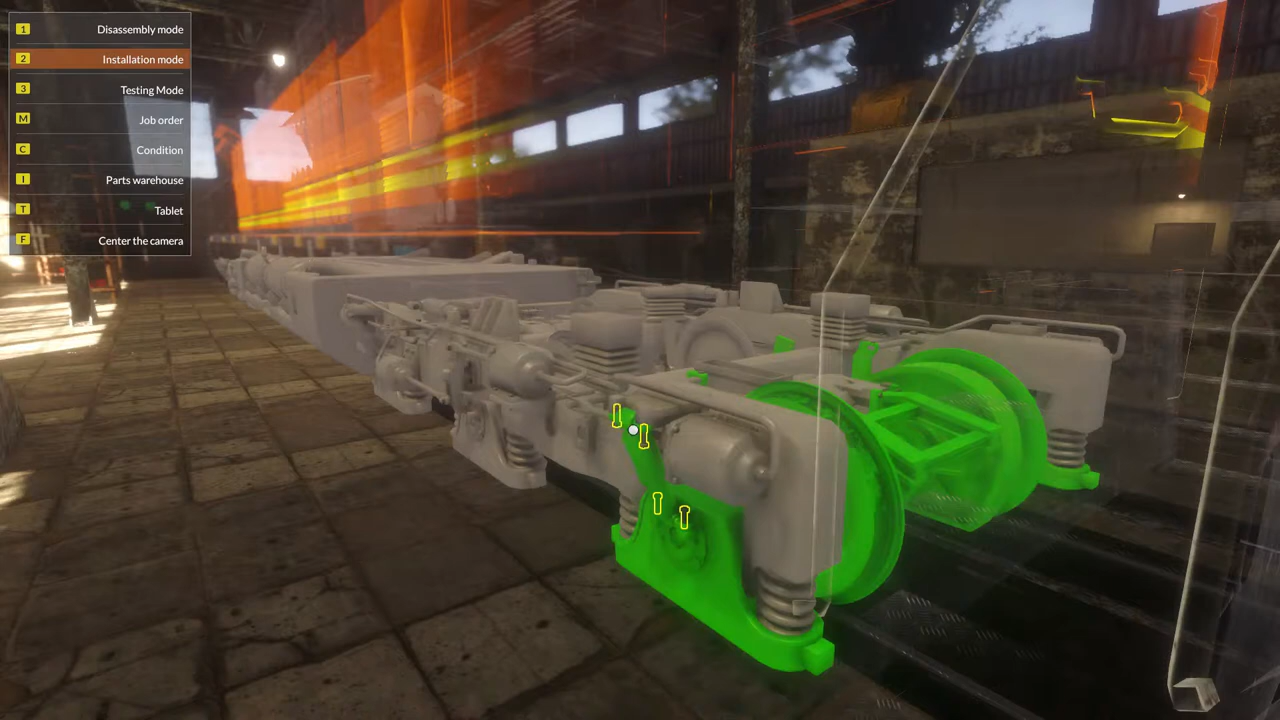 1 Disassembly mode
2 Installation mode
3 Testing Mode
M Job order
C Condition
I Parts warehouse
T Tablet
F Center the camera